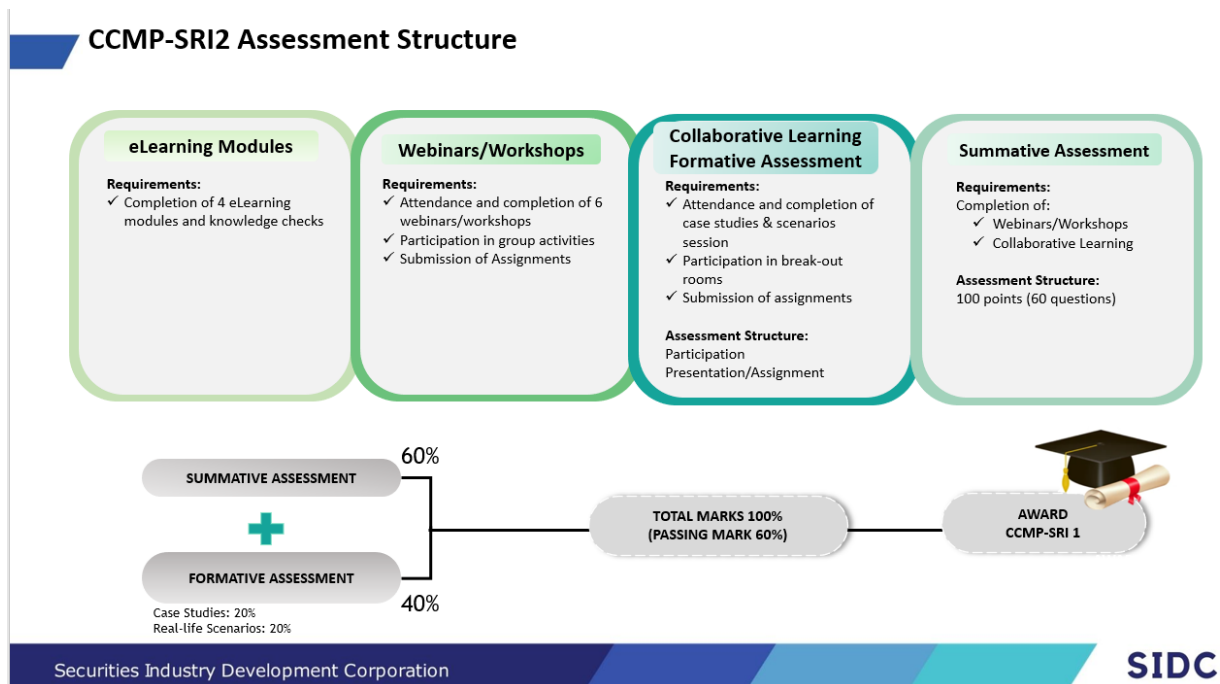 CCMP-SRI2 Assessment Structure
eLearning Modules
Requirements:
✓ Completion of 4 eLearning
modules and knowledge checks
Webinars/Workshops
Requirements:
✓ Attendance and completion of 6
webinars/workshops
✓ Participation in group activities
✓ Submission of Assignments
Collaborative Learning
Formative Assessment
Requirements:
✓ Attendance and completion of
case studies & scenarios
session
✓ Participation in break-out
rooms
✓ Submission of assignments
Assessment Structure:
Participation
Presentation/Assignment
Summative Assessment
Requirements:
Completion of:
✓ Webinars/Workshops
✓ Collaborative Learning
Assessment Structure:
100 points (60 questions)
60%
SUMMATIVE ASSESSMENT
FORMATIVE ASSESSMENT
40%
Case Studies: 20%
Real-life Scenarios: 20%
TOTAL MARKS 100%
(PASSING MARK 60%)
AWARD
CCMP-SRI 1
Securities Industry Development Corporation
SIDC